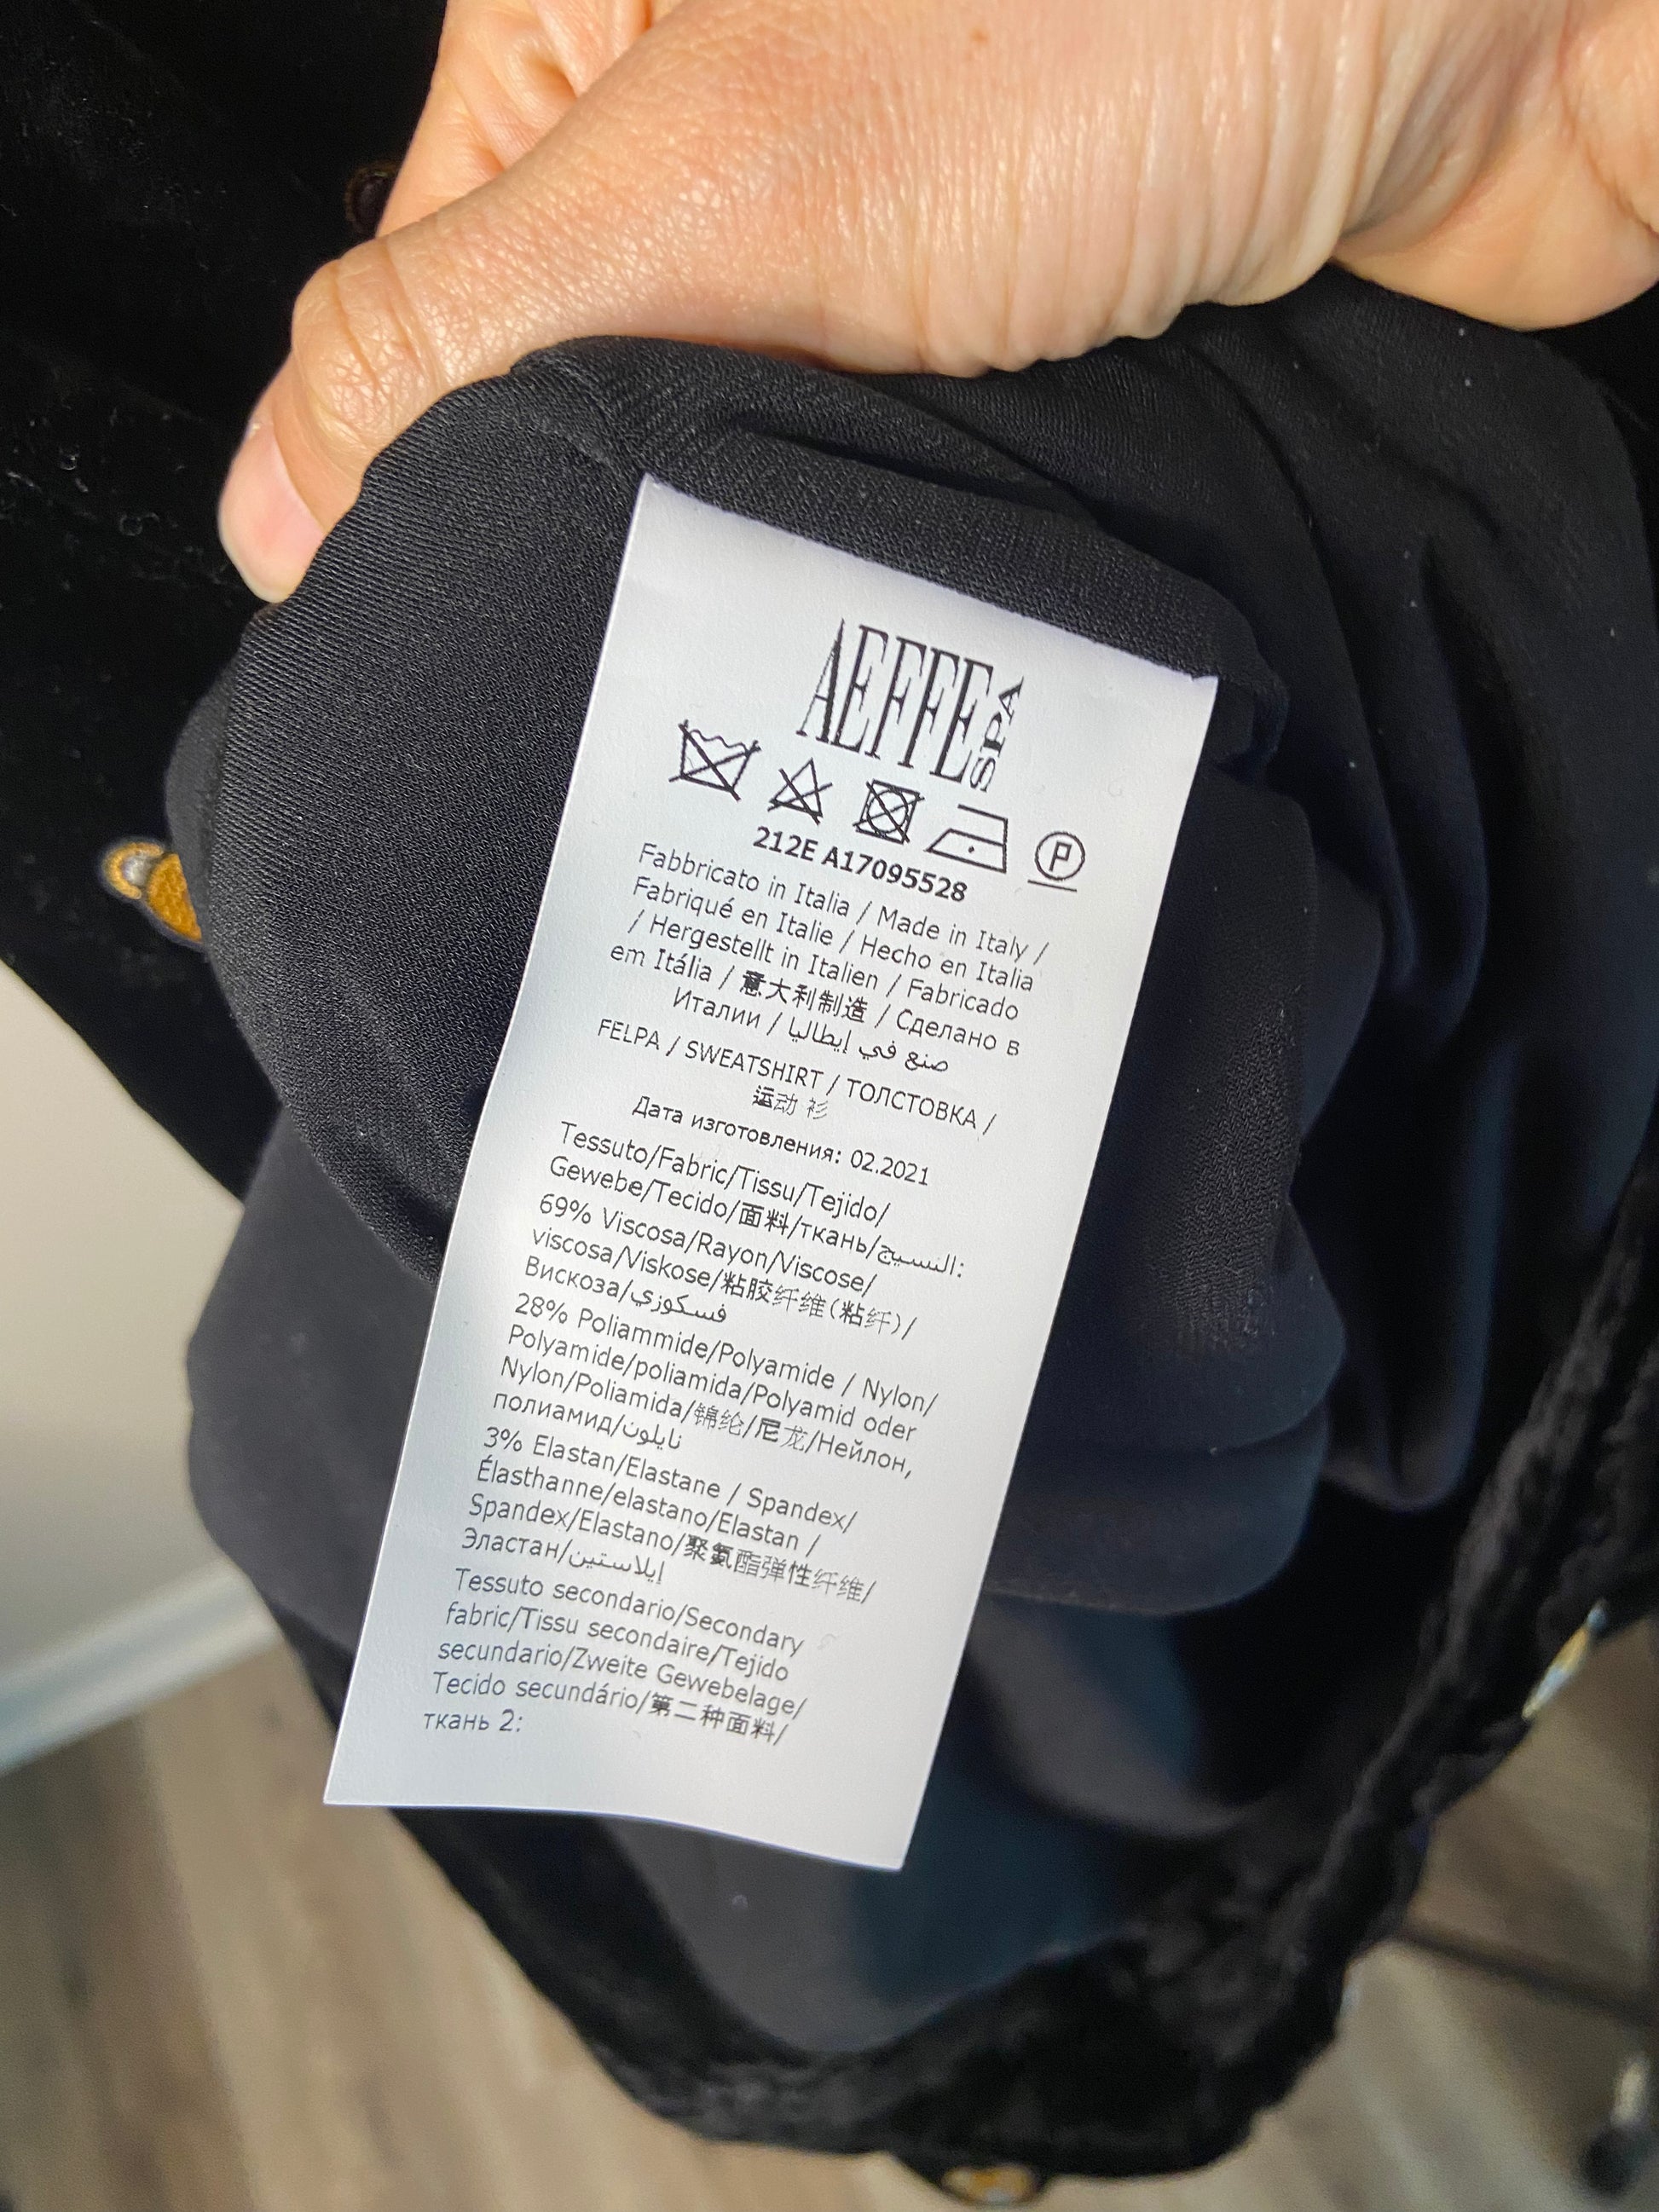 AEFFE SPA
P
212E A17095528
Fabbricato in Italia / Made in Italy /
Fabriqué en Italie / Hecho en Italia
/ Hergestellt in Italien / Fabricado
em Itália / 意大利制造 / Сделано в
Италии / صنع في إيطاليا
FELPA / SWEATSHIRT / ТОЛСТОВКА /
运动 衫
Дата изготовления: 02.2021
Tessuto/Fabric/Tissu/Tejido/
Gewebe/Tecido/面料/ткань/النسيج:
69% Viscosa/Rayon/Viscose/
viscosa/Viskose/粘胶纤维(粘纤)/
Вискоза/فسكوزي
28% Poliammide/Polyamide / Nylon/
Polyamide/poliamida/Polyamid oder
Nylon/Poliamida/锦纶/尼龙/Нейлон,
полиамид/نايلون
3% Elastan/Elastane / Spandex/
Élasthanne/elastano/Elastan /
Spandex/Elastano/聚氨酯弹性纤维/
Эластан/إيلاستين
Tessuto secondario/Secondary
fabric/Tissu secondaire/Tejido
secundario/Zweite Gewebelage/
Tecido secundário/第二种面料/
ткань 2: